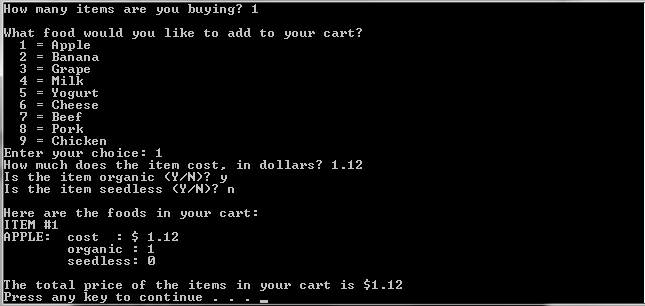 How many items are you buying? 1
What food would you like to add to your cart?
1 = Apple
2 = Banana
3 = Grape
4 = Milk
5 = Yogurt
6 = Cheese
7 = Beef
8 = Pork
9 = Chicken
Enter your choice: 1
How much does the item cost, in dollars? 1.12
Is the item organic (Y/N)? y
Is the item seedless (Y/N)? n
Here are the foods in your cart:
ITEM #1
APPLE:  cost  : $ 1.12
organic : 1
seedless: 0
The total price of the items in your cart is $1.12
Press any key to continue . . . _